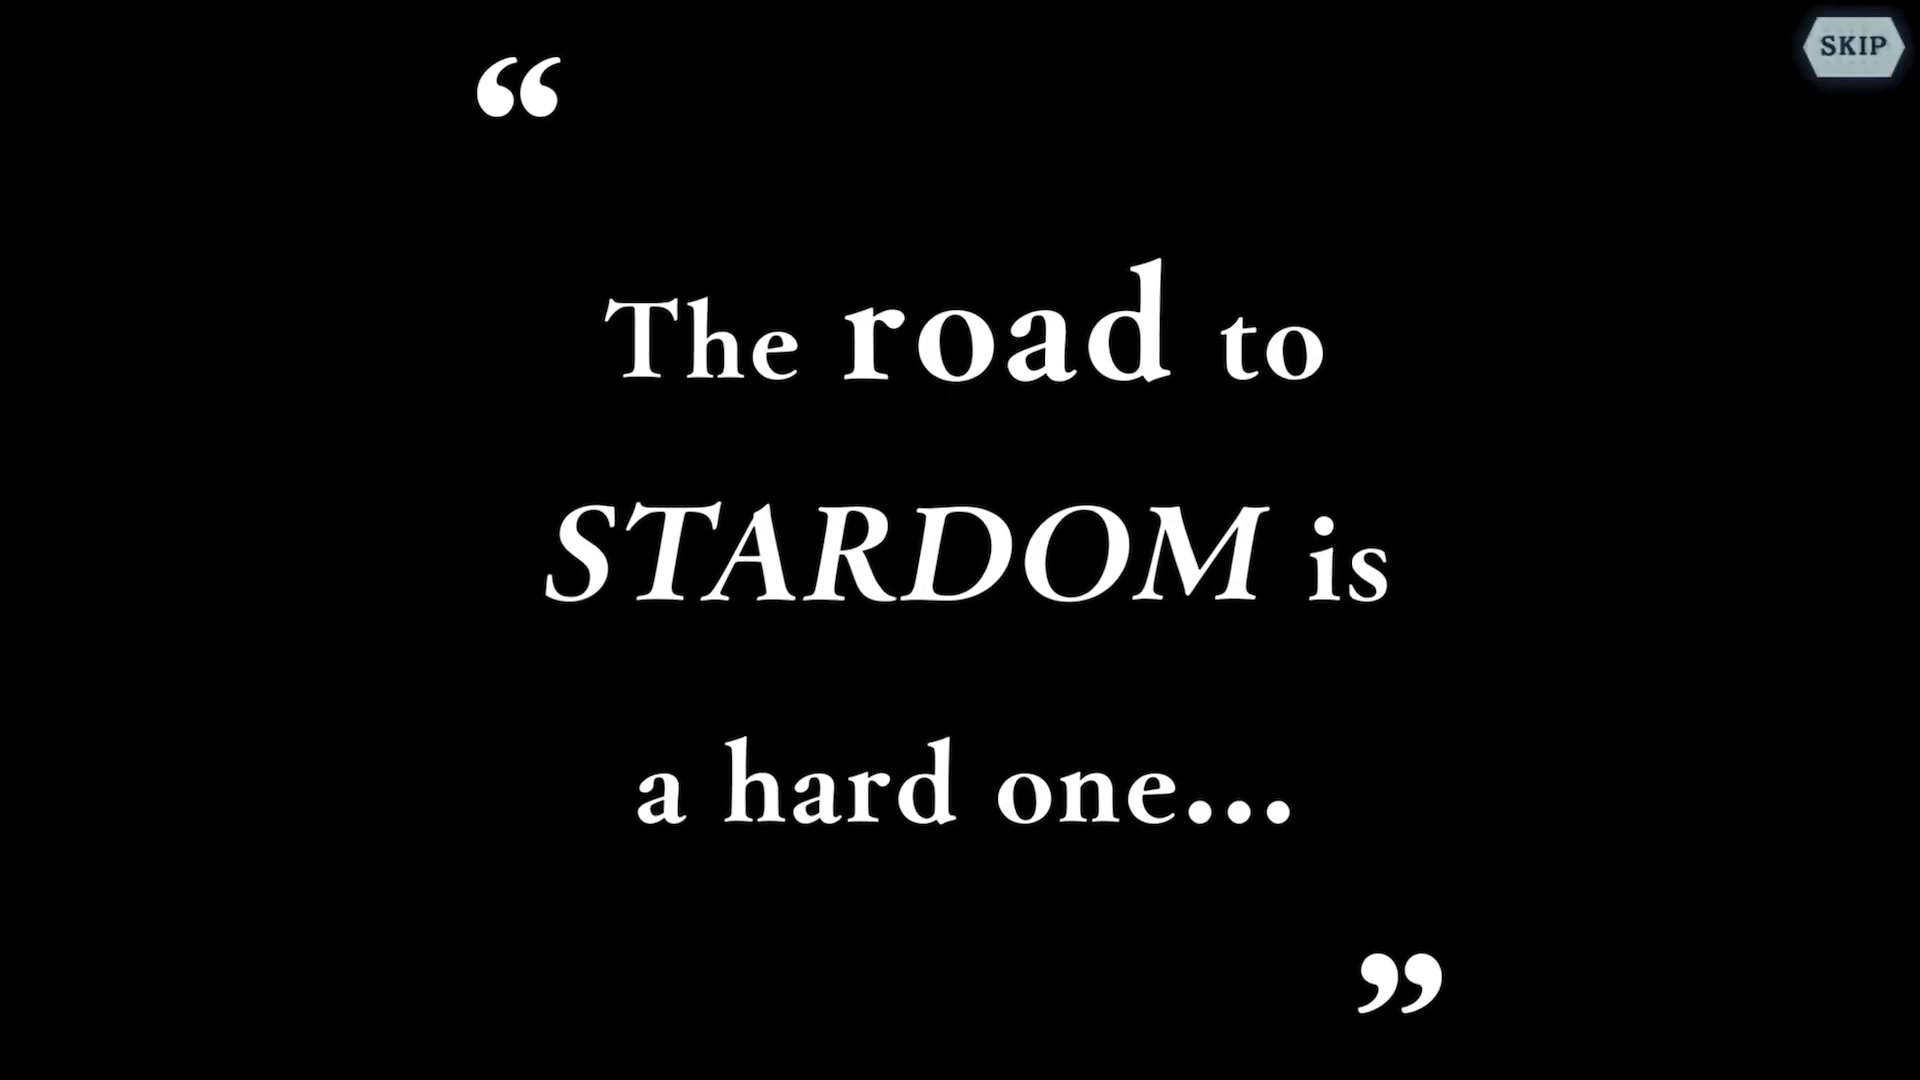 SKIP
“
The road to
STARDOM is
a hard one...
”